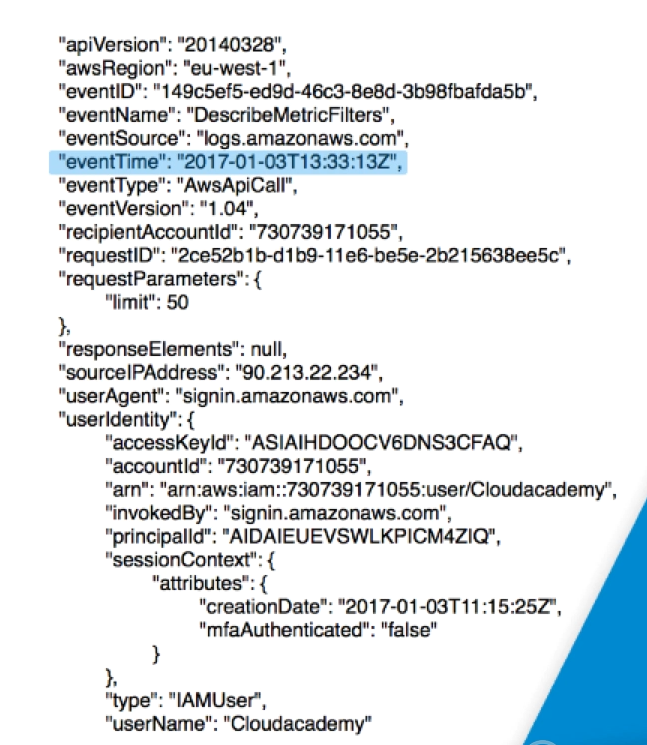 "apiVersion": "20140328",
"awsRegion": "eu-west-1",
"eventID": "149c5ef5-ed9d-46c3-8e8d-3b98fbafda5b",
"eventName": "DescribeMetricFilters",
"eventSource": "logs.amazonaws.com",
"eventTime": "2017-01-03T13:33:13Z",
"eventType": "AwsApiCall",
"eventVersion": "1.04",
"recipientAccountId": "730739171055",
"requestID": "2ce52b1b-d1b9-11e6-be5e-2b215638ee5c",
"requestParameters": {
"limit": 50
},
"responseElements": null,
"sourceIPAddress": "90.213.22.234",
"userAgent": "signin.amazonaws.com",
"userIdentity": {
"accessKeyId": "ASIAIHDOOCV6DNS3CFAQ",
"accountId": "730739171055",
"arn": "arn:aws:iam::730739171055:user/Cloudacademy",
"invokedBy": "signin.amazonaws.com",
"principalId": "AIDAIEUEVSWLKPICM4ZIQ",
"sessionContext": {
"attributes": {
"creationDate": "2017-01-03T11:15:25Z",
"mfaAuthenticated": "false"
}
},
"type": "IAMUser",
"userName": "Cloudacademy"